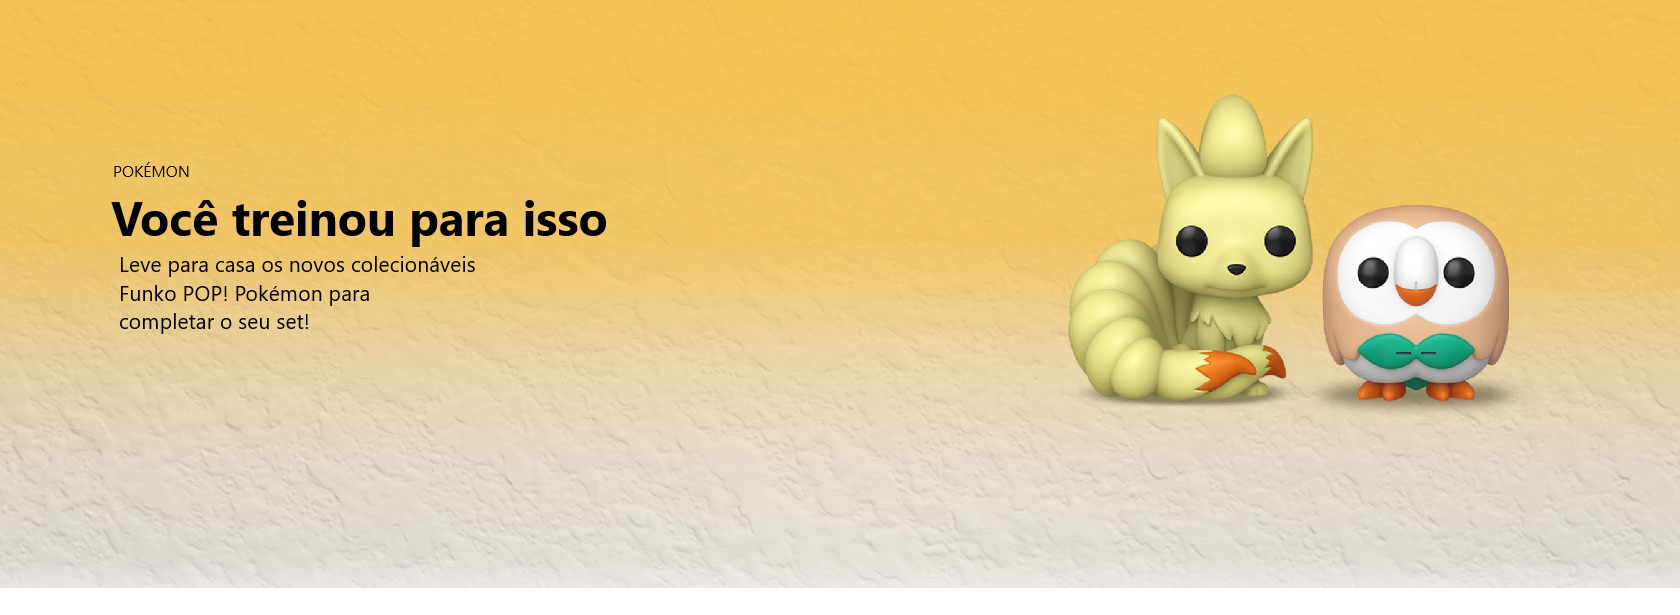 POKÉMON
Você treinou para isso
Leve para casa os novos colecionáveis
Funko POP! Pokémon para
completar o seu set!